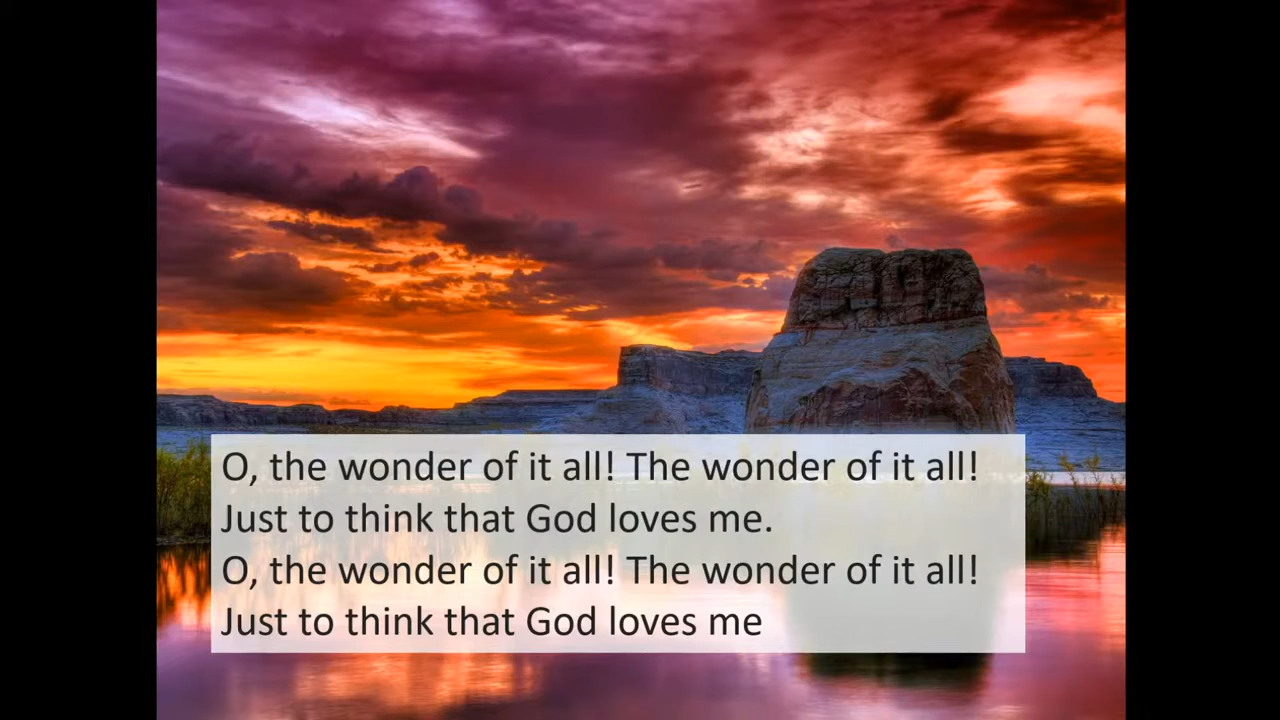 O, the wonder of it all! The wonder of it all!
Just to think that God loves me.
O, the wonder of it all! The wonder of it all!
Just to think that God loves me